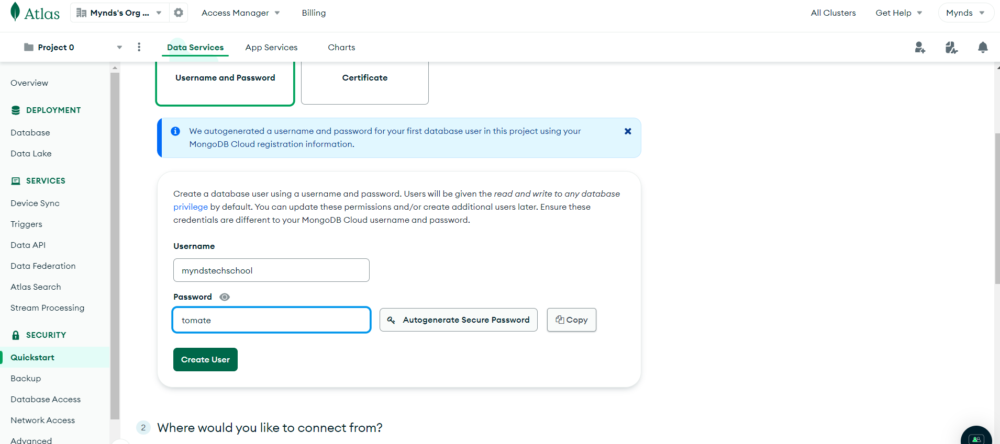 Atlas
Mynds's Org ...
Access Manager
Billing
All Clusters
Get Help
Mynds
Project 0
Data Services
App Services
Charts
Overview
DEPLOYMENT
Database
Data Lake
SERVICES
Device Sync
Triggers
Data API
Data Federation
Atlas Search
Stream Processing
SECURITY
Quickstart
Backup
Database Access
Network Access
Advanced
Username and Password
Certificate
We autogenerated a username and password for your first database user in this project using your
MongoDB Cloud registration information.
Create a database user using a username and password. Users will be given the read and write to any database
privilege by default. You can update these permissions and/or create additional users later. Ensure these
credentials are different to your MongoDB Cloud username and password.
Username
myndstechschool
Password
tomate
Autogenerate Secure Password
Copy
Create User
2 Where would you like to connect from?